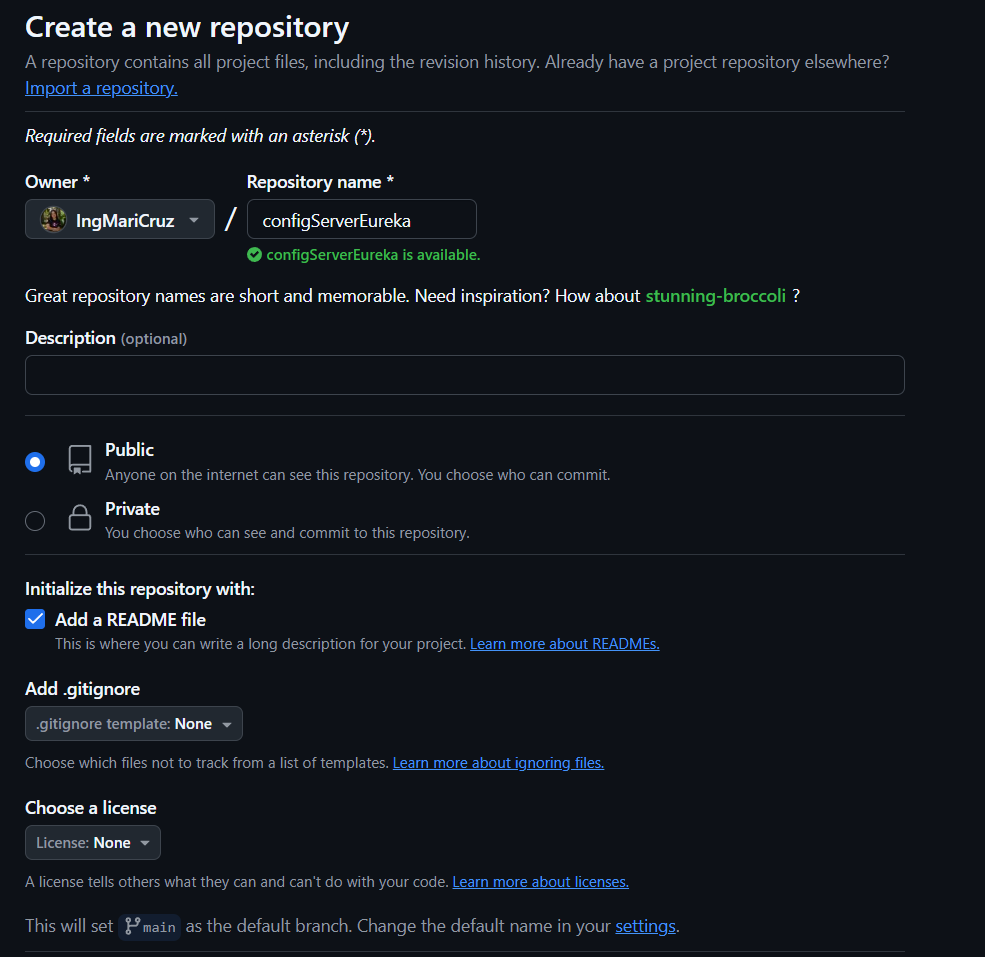 Create a new repository
A repository contains all project files, including the revision history. Already have a project repository elsewhere?
Import a repository.
Required fields are marked with an asterisk (*).
Owner *
Repository name *
IngMariCruz
/
configServerEureka
configServerEureka is available.
Great repository names are short and memorable. Need inspiration? How about stunning-broccoli ?
Description (optional)
Public
Anyone on the internet can see this repository. You choose who can commit.
Private
You choose who can see and commit to this repository.
Initialize this repository with:
Add a README file
This is where you can write a long description for your project. Learn more about READMEs.
Add .gitignore
.gitignore template: None
Choose which files not to track from a list of templates. Learn more about ignoring files.
Choose a license
License: None
A license tells others what they can and can't do with your code. Learn more about licenses.
This will set main as the default branch. Change the default name in your settings.